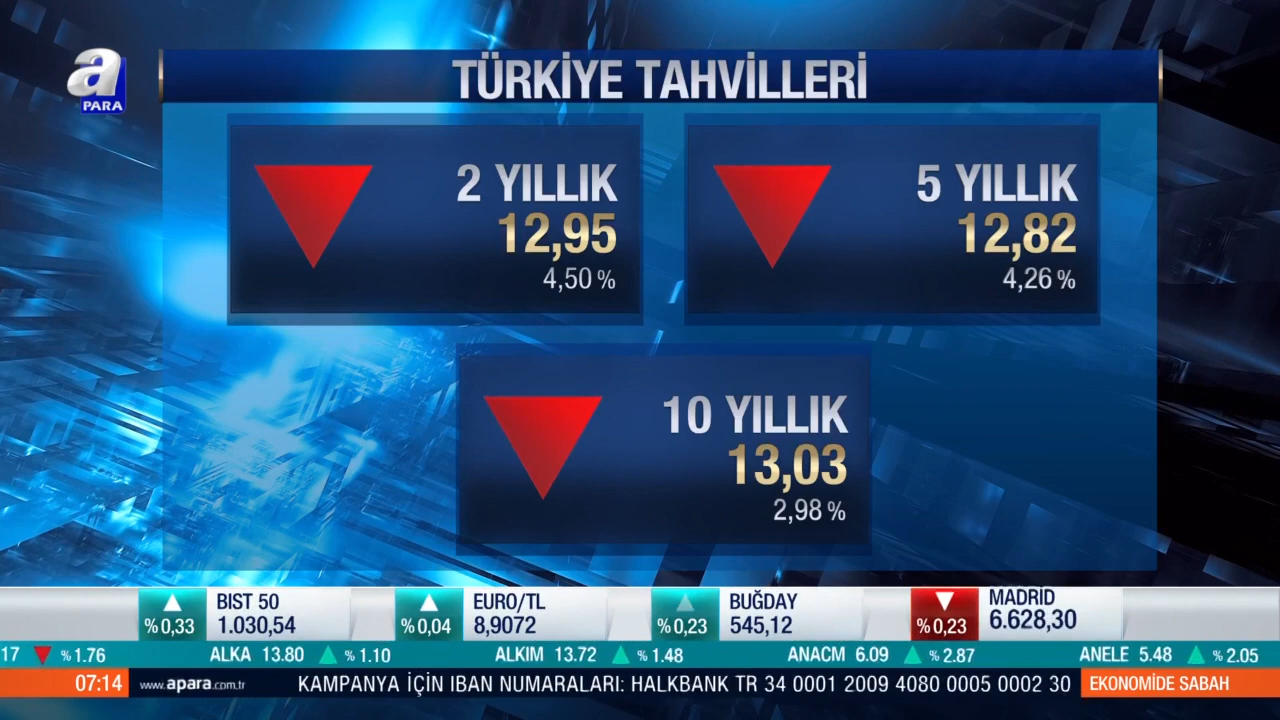 a
PARA
TÜRKİYE TAHVİLLERİ
2 YILLIK
12,95
4,50 %
5 YILLIK
12,82
4,26 %
10 YILLIK
13,03
2,98 %
% 0,33
BIST 50
1.030,54
% 0,04
EURO/TL
8,9072
% 0,23
BUĞDAY
545,12
% 0,23
MADRİD
6.628,30
17 % 1.76 ALKA 13.80 % 1.10 ALKIM 13.72 % 1.48 ANACM 6.09 % 2.87 ANELE 5.48 % 2.05
07:14 www.apara.com.tr KAMPANYA İÇİN IBAN NUMARALARI: HALKBANK TR 34 0001 2009 4080 0005 0002 30 EKONOMİDE SABAH